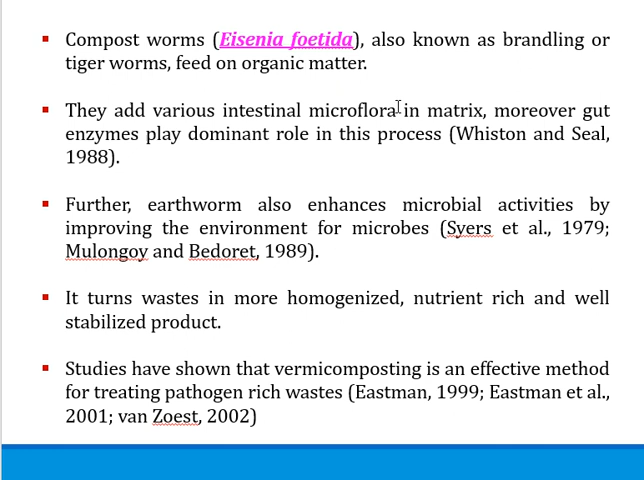 ▪ Compost worms (Eisenia foetida), also known as brandling or
tiger worms, feed on organic matter.
▪ They add various intestinal microflora in matrix, moreover gut
enzymes play dominant role in this process (Whiston and Seal,
1988).
▪ Further, earthworm also enhances microbial activities by
improving the environment for microbes (Syers et al., 1979;
Mulongoy and Bedoret, 1989).
▪ It turns wastes in more homogenized, nutrient rich and well
stabilized product.
▪ Studies have shown that vermicomposting is an effective method
for treating pathogen rich wastes (Eastman, 1999; Eastman et al.,
2001; van Zoest, 2002)